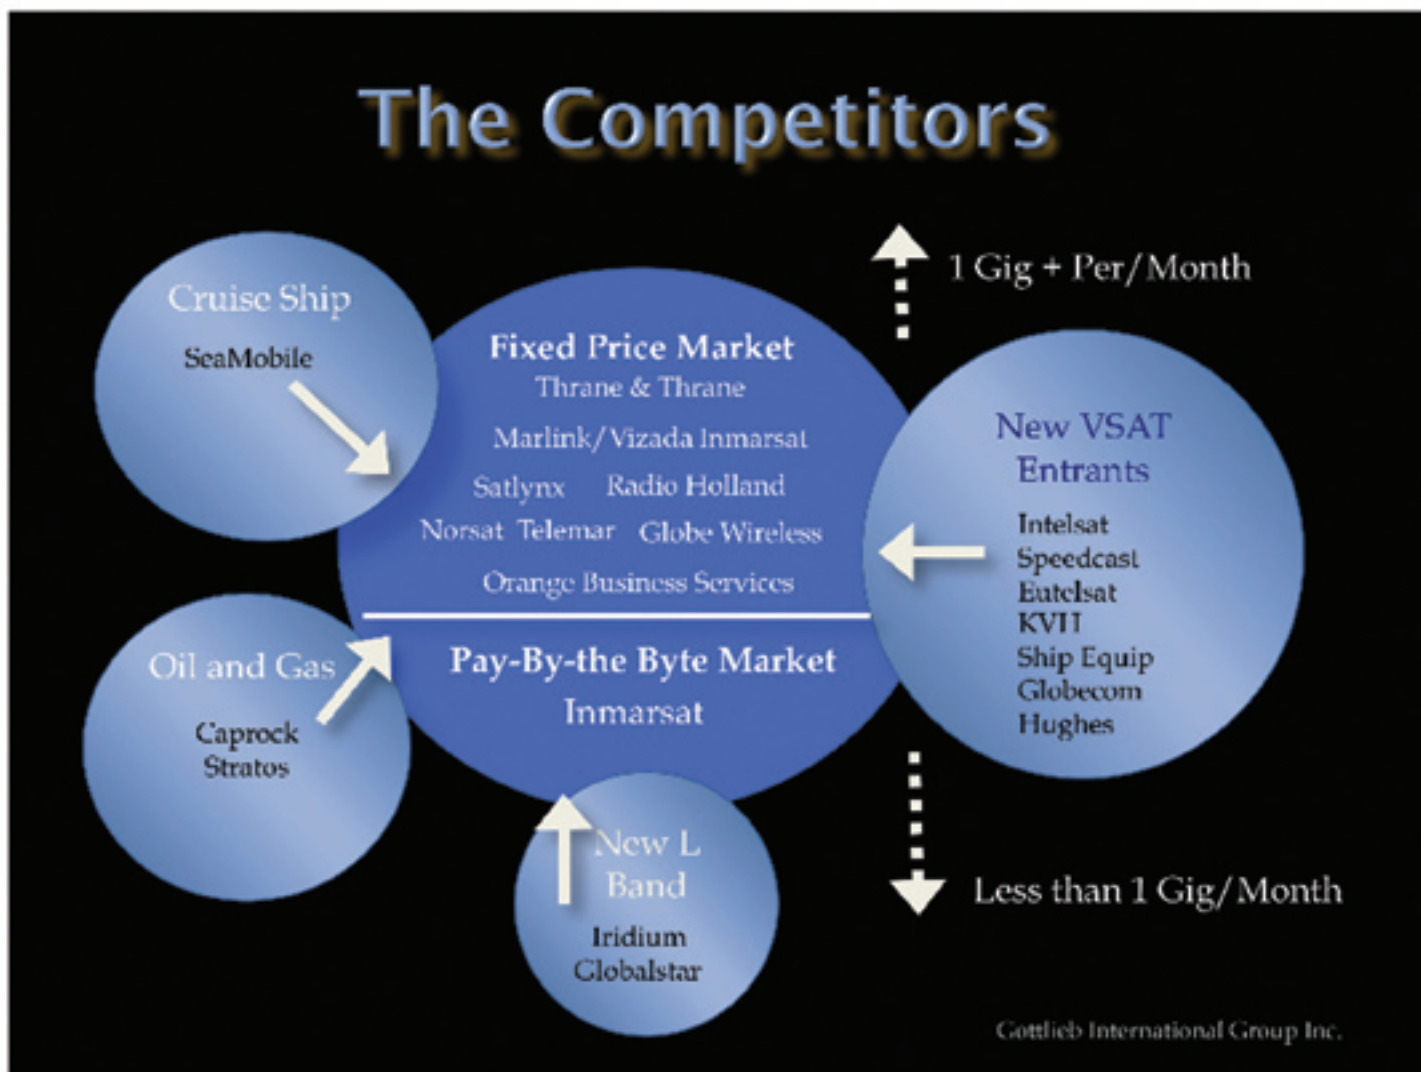 The Competitors
1 Gig + Per/Month
Cruise Ship
SeaMobile
Fixed Price Market
Thrane & Thrane
Marlink/Vizada Inmarsat
Satlynx Radio Holland
Norsat Telemar Globe Wireless
Orange Business Services
New VSAT
Entrants
Intelsat
Speedcast
Eutelsat
KVH
Ship Equip
Globecom
Hughes
Oil and Gas
Caprock
Stratos
Pay-By-the Byte Market
Inmarsat
New L
Band
Iridium
Globalstar
Less than 1 Gig/Month
Gottlieb International Group Inc.